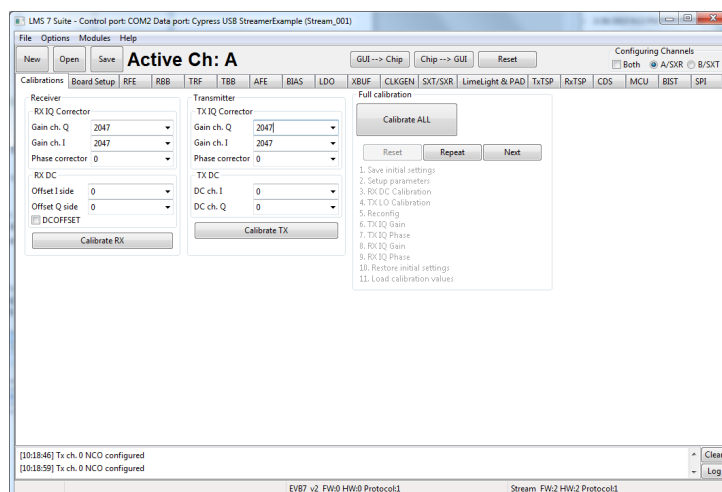 LMS 7 Suite - Control port: COM2 Data port: Cypress USB StreamerExample (Stream_001)
File Options Modules Help
New Open Save Active Ch: A GUI --> Chip Chip --> GUI Reset
Configuring Channels
Both A/SXR B/SXT
Calibrations Board Setup RFE RBB TRF TBB AFE BIAS LDO XBUF CLKGEN SXT/SXR LimeLight & PAD TxTSP RxTSP CDS MCU BIST SPI
Receiver
RX IQ Corrector
Gain ch. Q 2047
Gain ch. I 2047
Phase corrector 0
RX DC
Offset I side 0
Offset Q side 0
DCOFFSET
Calibrate RX
Transmitter
TX IQ Corrector
Gain ch. Q 2047
Gain ch. I 2047
Phase corrector 0
TX DC
DC ch. I 0
DC ch. Q 0
Calibrate TX
Full calibration
Calibrate ALL
Reset Repeat Next
1. Save initial settings
2. Setup parameters
3. RX DC Calibration
4. TX LO Calibration
5. Reconfig
6. TX IQ Gain
7. TX IQ Phase
8. RX IQ Gain
9. RX IQ Phase
10. Restore initial settings
11. Load calibration values
[10:18:46] Tx ch. 0 NCO configured
[10:18:59] Tx ch. 0 NCO configured
Clear
Log
EVB7_v2 FW:0 HW:0 Protocol:1 Stream FW:2 HW:2 Protocol:1